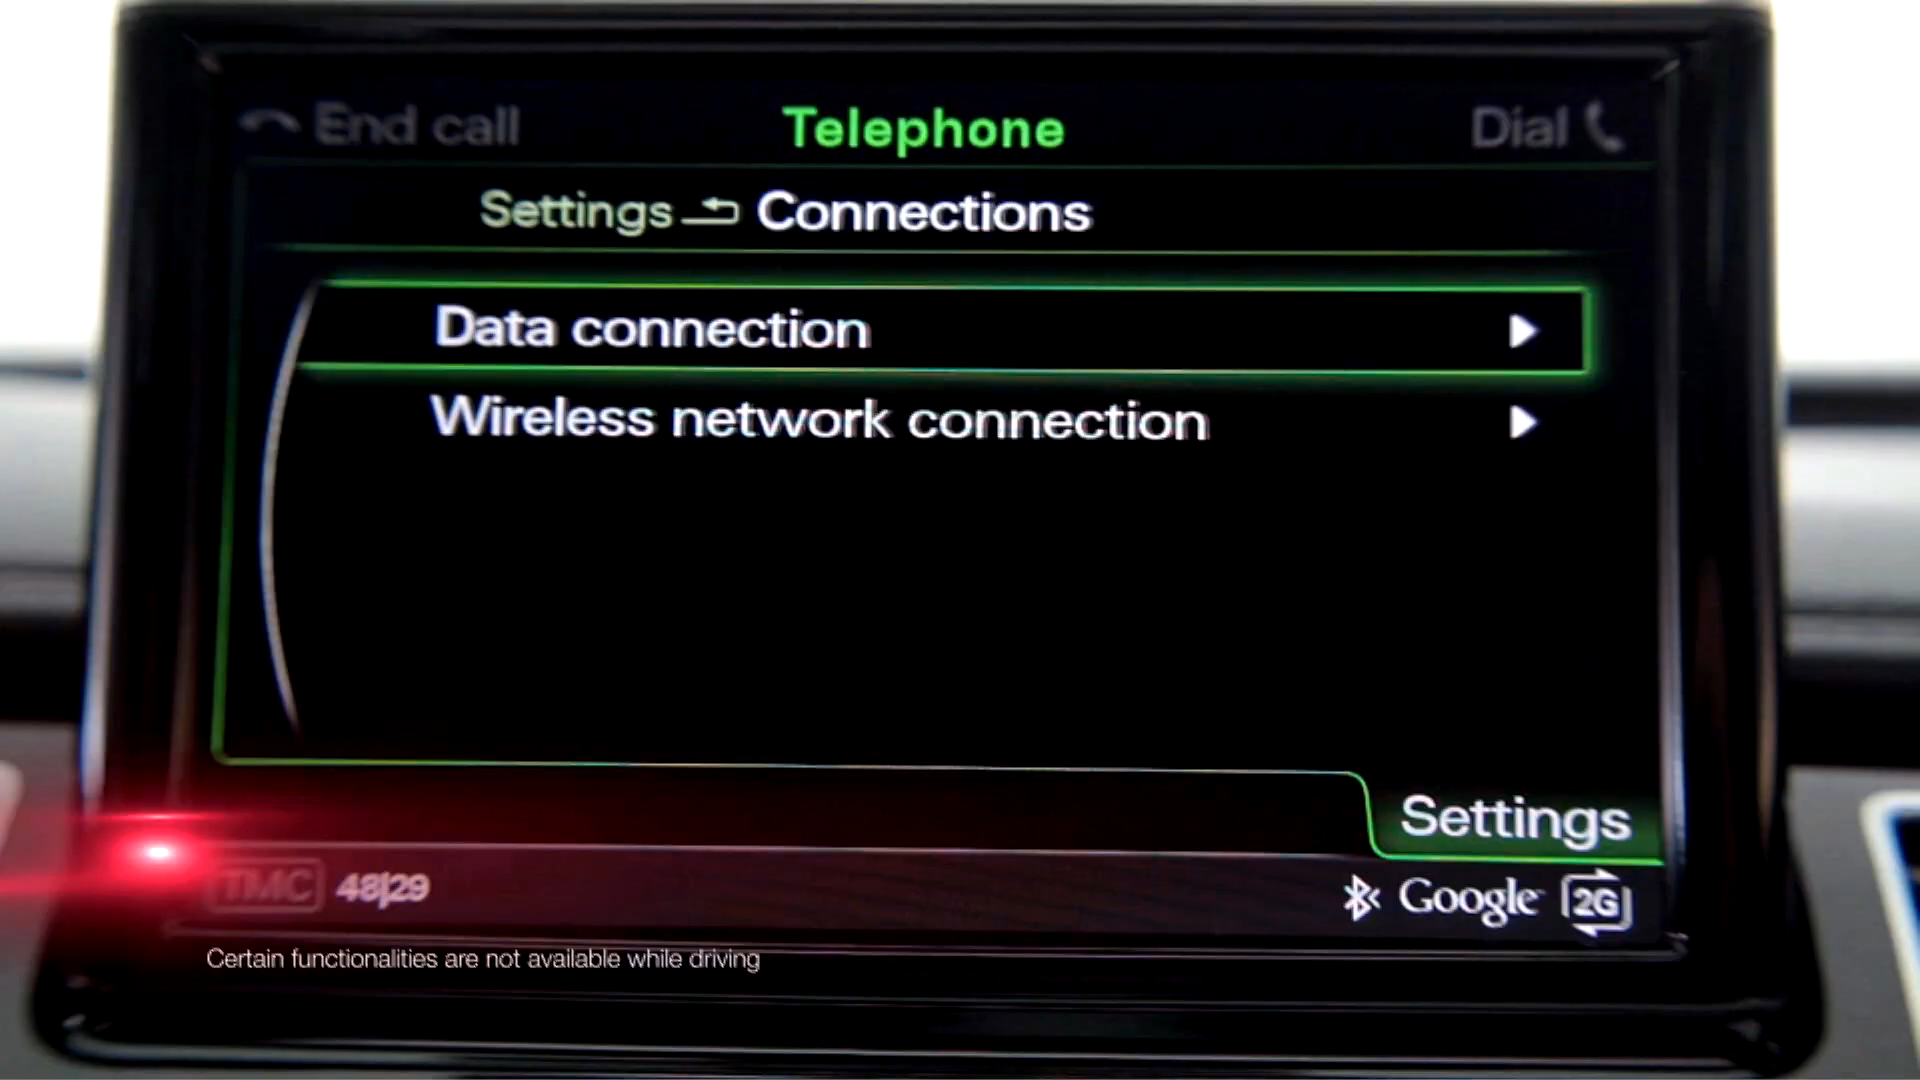 End call Telephone Dial
Settings Connections
Data connection
Wireless network connection
Settings
TMC 48|29 Google 2G
Certain functionalities are not available while driving